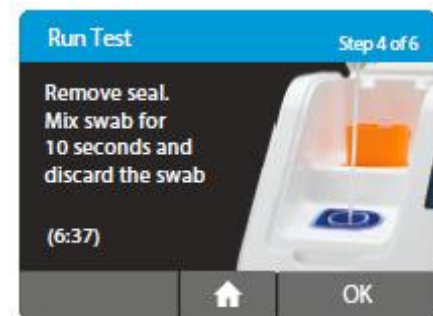 Run Test
Step 4 of 6
Remove seal.
Mix swab for
10 seconds and
discard the swab
(6:37)
OK